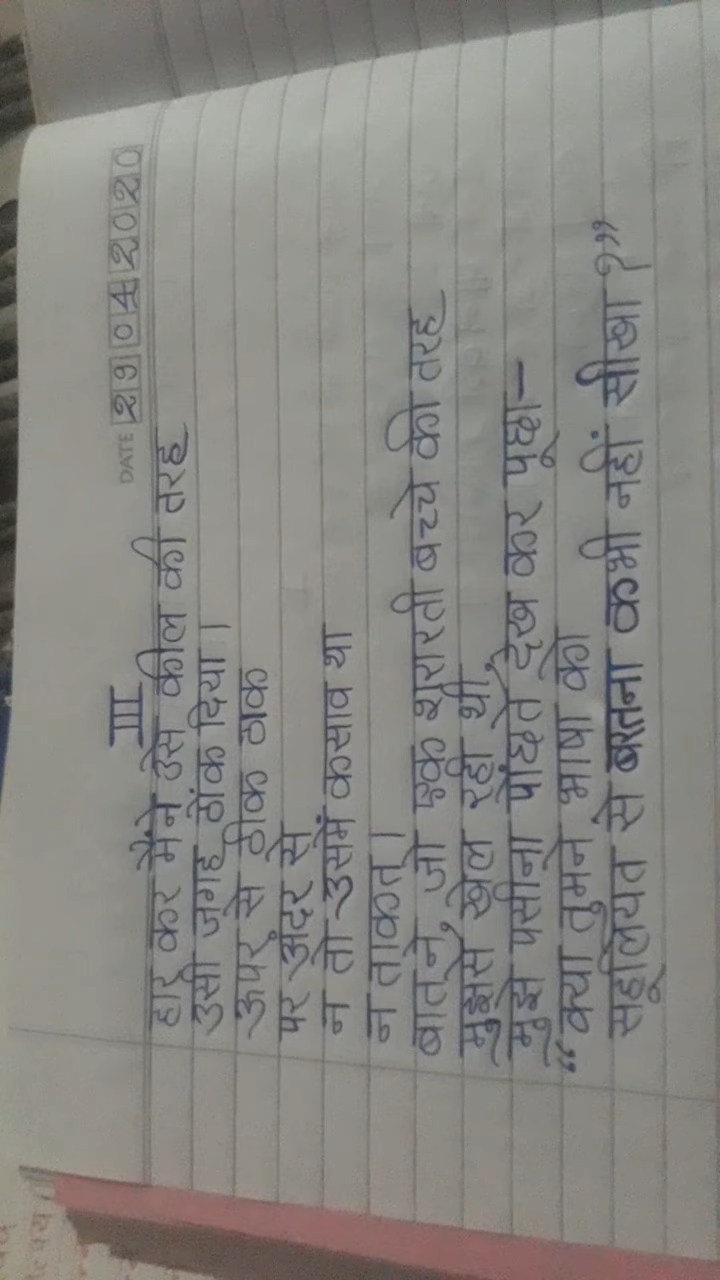 DATE 29 04 2020
III
हार कर मैंने उसे कील की तरह
उसी जगह ठोंक दिया।
ऊपर से ठीक ठाक
पर अंदर से
न तो उसमें कसाव था
न ताकत।
बात ने, जो एक शरारती बच्चे की तरह
मुझसे खेल रही थी,
मुझे पसीना पोंछते देख कर पूछा—
“क्या तुमने भाषा को
सहूलियत से बरतना कभी नहीं सीखा?”